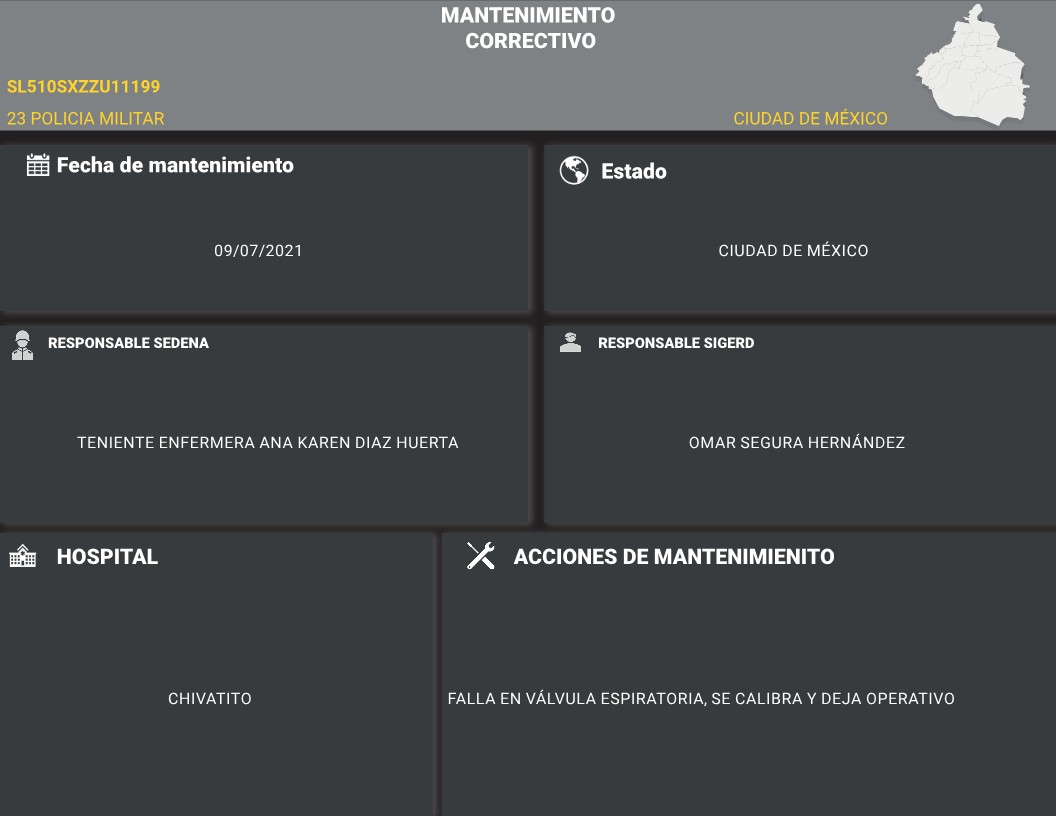 MANTENIMIENTO
CORRECTIVO
SL510SXZZU11199
23 POLICIA MILITAR
CIUDAD DE MÉXICO
Fecha de mantenimiento
09/07/2021
Estado
CIUDAD DE MÉXICO
RESPONSABLE SEDENA
TENIENTE ENFERMERA ANA KAREN DIAZ HUERTA
RESPONSABLE SIGERD
OMAR SEGURA HERNÁNDEZ
HOSPITAL
CHIVATITO
ACCIONES DE MANTENIMIENITO
FALLA EN VÁLVULA ESPIRATORIA, SE CALIBRA Y DEJA OPERATIVO